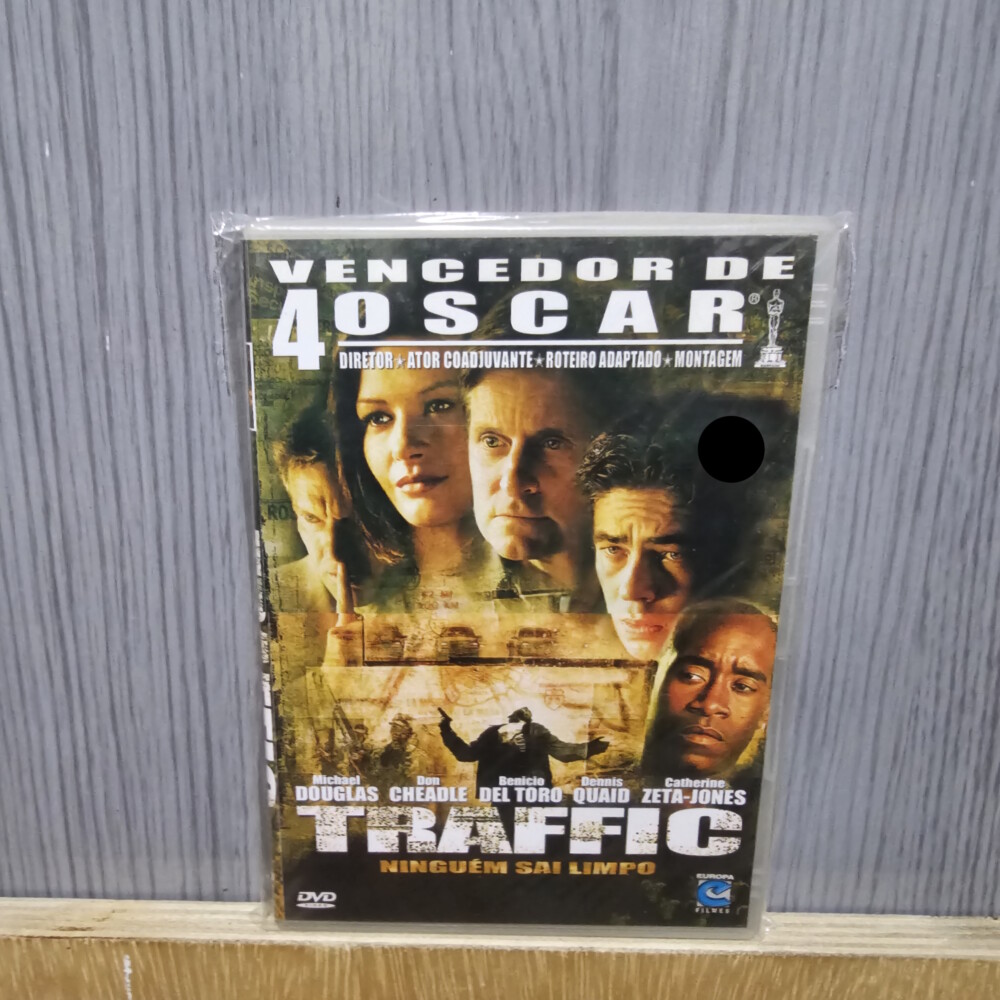 VENCEDOR DE
4 OSCAR®
DIRETOR★ATOR COADJUVANTE★ROTEIRO ADAPTADO★MONTAGEM
Michael DOUGLAS
Don CHEADLE
Benicio DEL TORO
Dennis QUAID
Catherine ZETA-JONES
TRAFFIC
NINGUÉM SAI LIMPO
DVD
VIDEO
EUROPA
FILMES